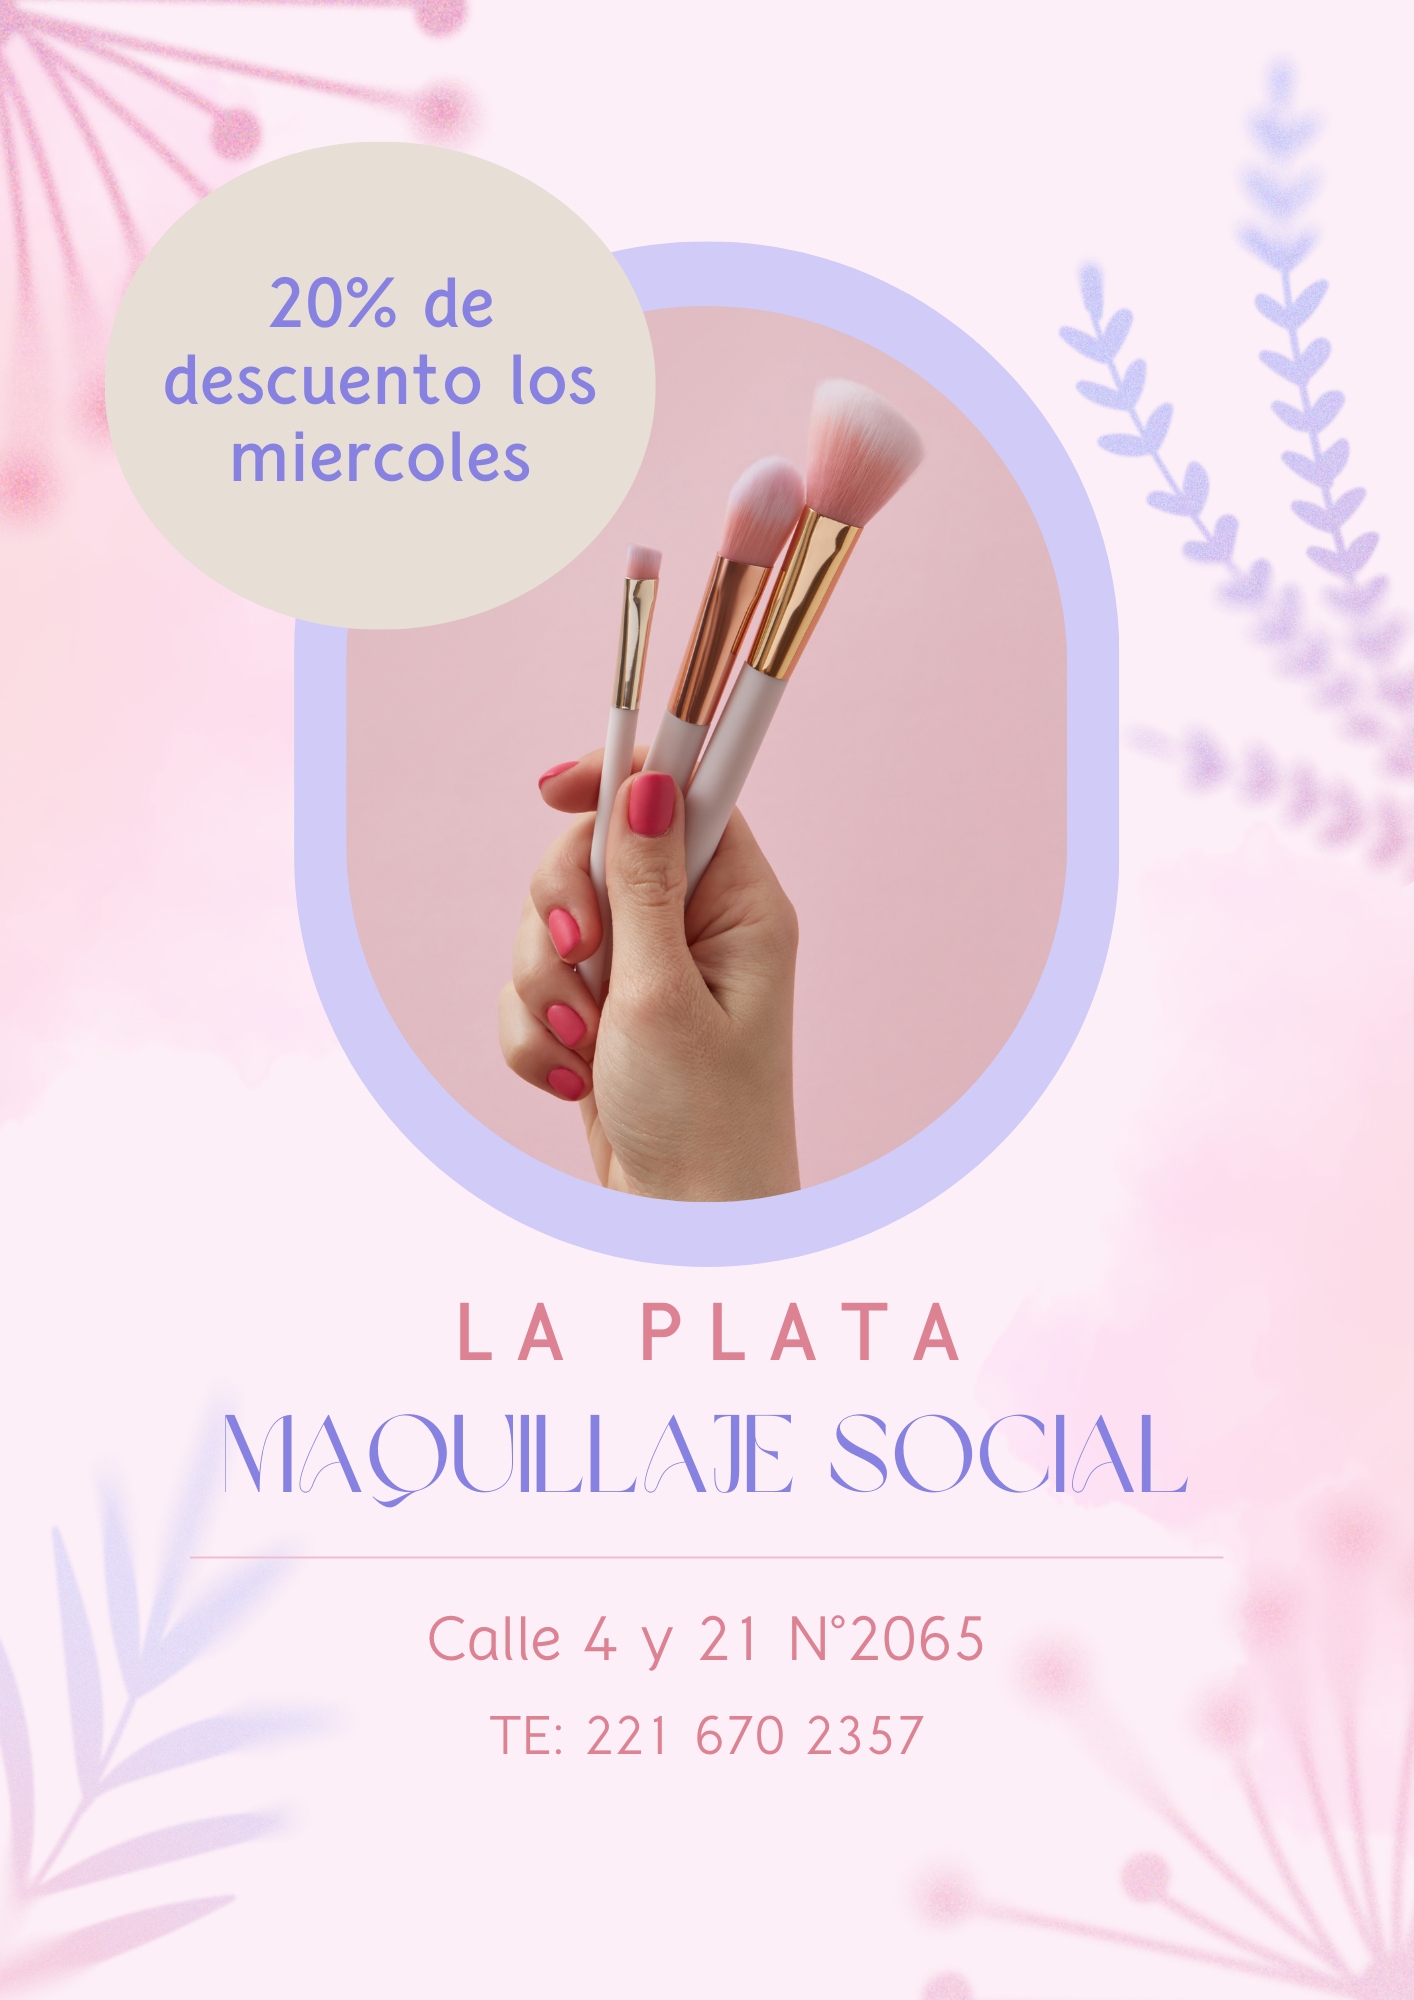 20% de
descuento los
miercoles
LA PLATA
MAQUILLAJE SOCIAL
Calle 4 y 21 N°2065
TE: 221 670 2357